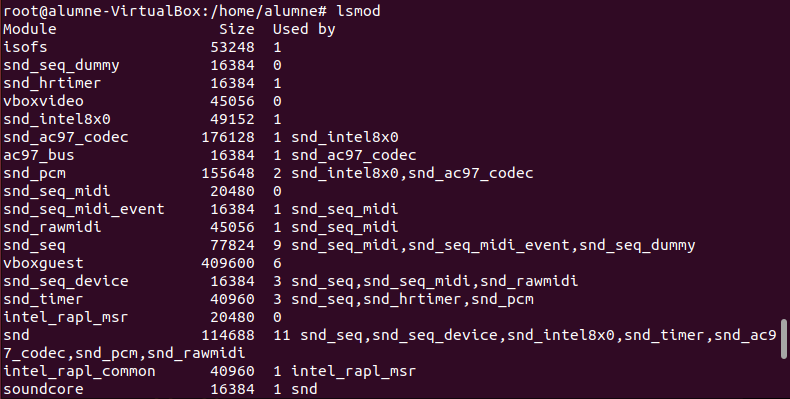 root@alumne-VirtualBox:/home/alumne# lsmod
Module                  Size  Used by
isofs                  53248  1
snd_seq_dummy          16384  0
snd_hrtimer            16384  1
vboxvideo              45056  0
snd_intel8x0           49152  1
snd_ac97_codec        176128  1 snd_intel8x0
ac97_bus               16384  1 snd_ac97_codec
snd_pcm               155648  2 snd_intel8x0,snd_ac97_codec
snd_seq_midi           20480  0
snd_seq_midi_event     16384  1 snd_seq_midi
snd_rawmidi            45056  1 snd_seq_midi
snd_seq                77824  9 snd_seq_midi,snd_seq_midi_event,snd_seq_dummy
vboxguest             409600  6
snd_seq_device         16384  3 snd_seq,snd_seq_midi,snd_rawmidi
snd_timer              40960  3 snd_seq,snd_hrtimer,snd_pcm
intel_rapl_msr         20480  0
snd                   114688  11 snd_seq,snd_seq_device,snd_intel8x0,snd_timer,snd_ac9
7_codec,snd_pcm,snd_rawmidi
intel_rapl_common      40960  1 intel_rapl_msr
soundcore              16384  1 snd